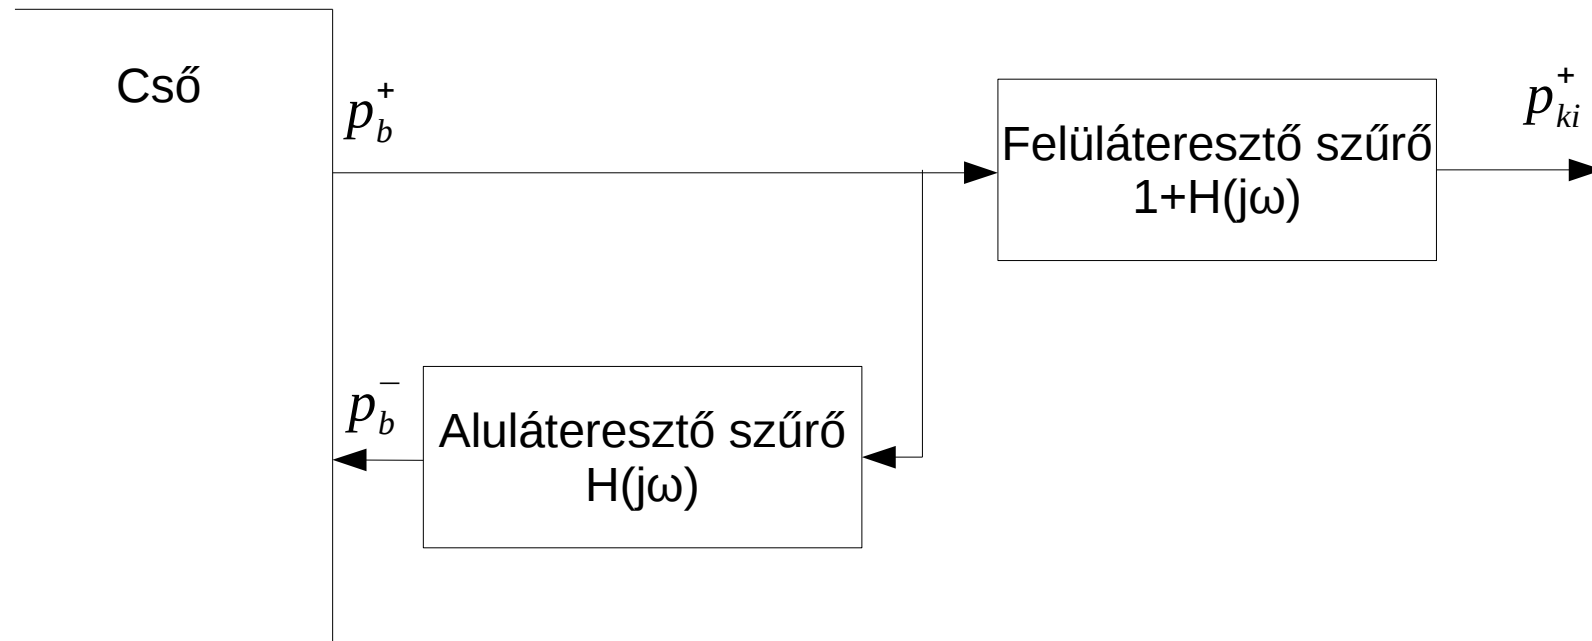 Cső
p_b^+
Felüláteresztő szűrő
1+H(jω)
p_ki^+
p_b^−
Aluláteresztő szűrő
H(jω)